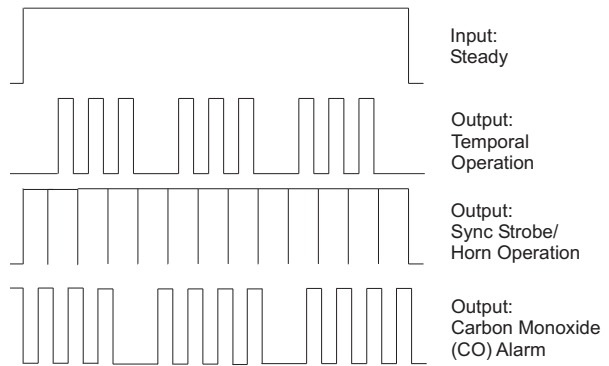 Input:
Steady
Output:
Temporal
Operation
Output:
Sync Strobe/
Horn Operation
Output:
Carbon Monoxide
(CO) Alarm